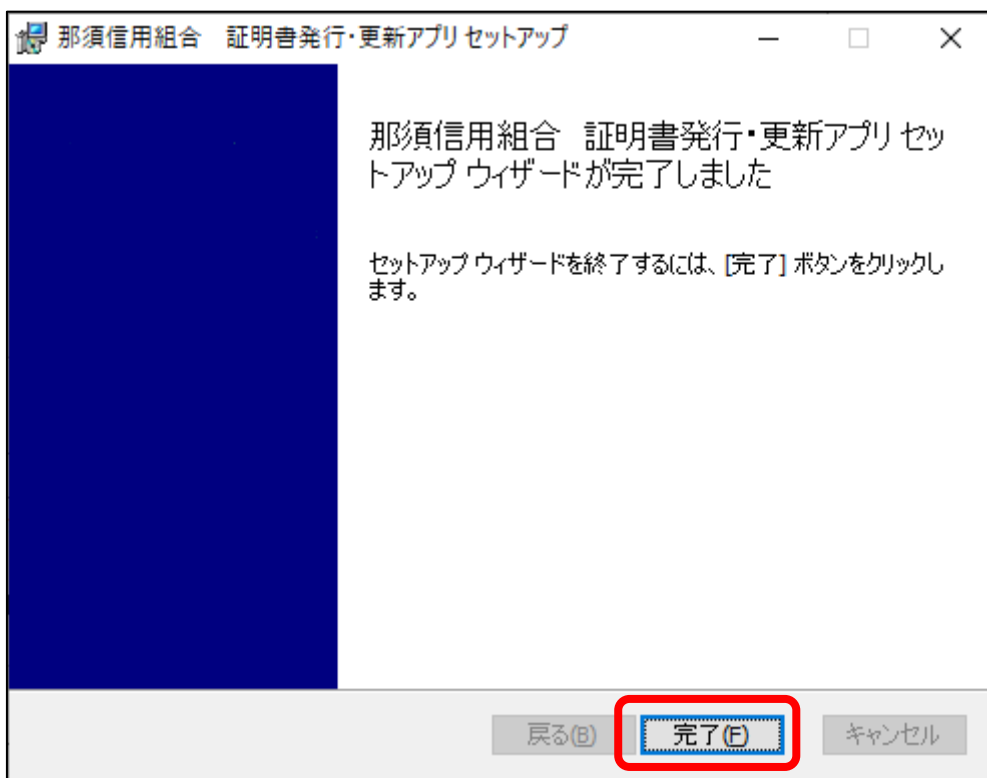 那須信用組合　証明書発行・更新アプリ セットアップ
那須信用組合　証明書発行・更新アプリ セッ
トアップ ウィザードが完了しました
セットアップ ウィザードを終了するには、[完了] ボタンをクリックし
ます。
戻る(B) 完了(F) キャンセル